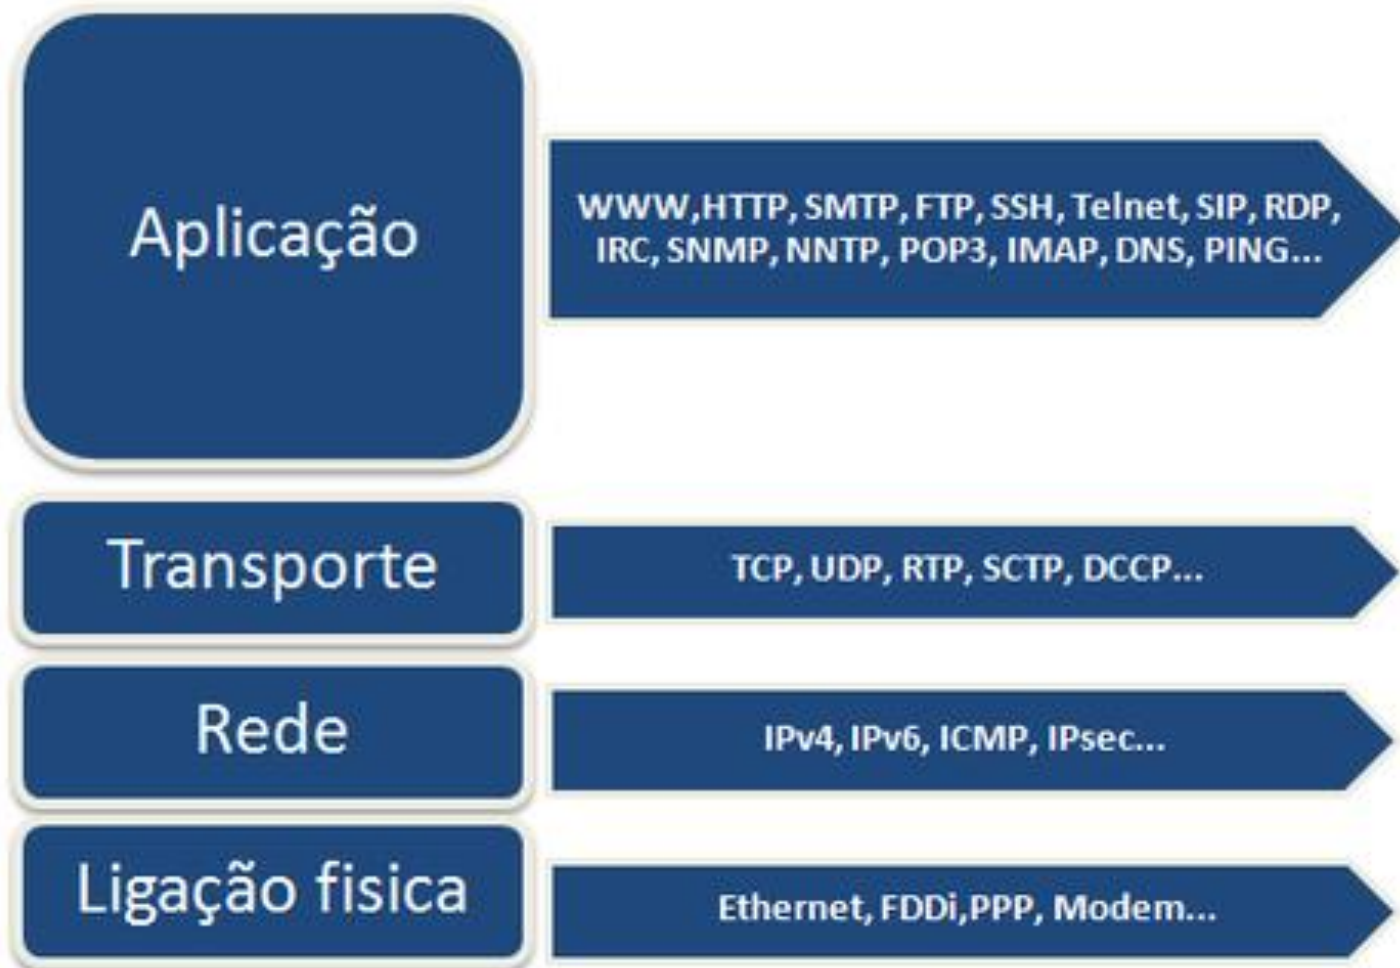 Aplicação
WWW,HTTP, SMTP, FTP, SSH, Telnet, SIP, RDP,
IRC, SNMP, NNTP, POP3, IMAP, DNS, PING...
Transporte
TCP, UDP, RTP, SCTP, DCCP...
Rede
IPv4, IPv6, ICMP, IPsec...
Ligação fisica
Ethernet, FDDi,PPP, Modem...